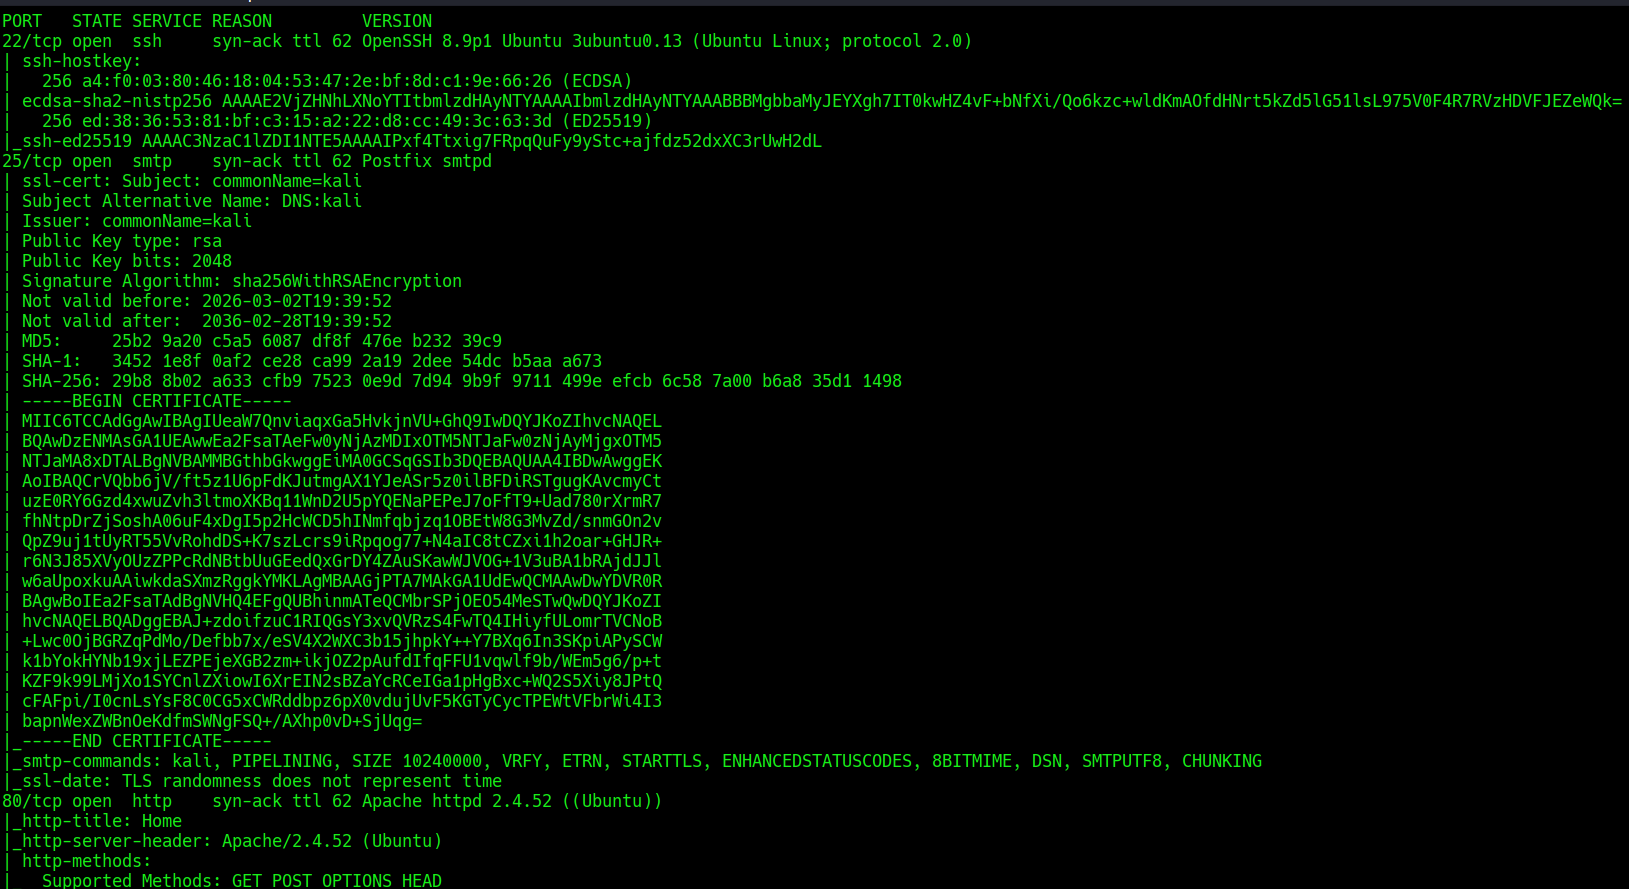 PORT   STATE SERVICE REASON         VERSION
22/tcp open  ssh     syn-ack ttl 62 OpenSSH 8.9p1 Ubuntu 3ubuntu0.13 (Ubuntu Linux; protocol 2.0)
| ssh-hostkey:
|   256 a4:f0:03:80:46:18:04:53:47:2e:bf:8d:c1:9e:66:26 (ECDSA)
| ecdsa-sha2-nistp256 AAAAE2VjZHNhLXNoYTItbmlzdHAyNTYAAAAIbmlzdHAyNTYAAABBBMgbbaMyJEYXgh7IT0kwHZ4vF+bNfXi/Qo6kzc+wldKmAOfdHNrt5kZd5lG51lsL975V0F4R7RVzHDVFJEZeWQk=
|   256 ed:38:36:53:81:bf:c3:15:a2:22:d8:cc:49:3c:63:3d (ED25519)
|_ssh-ed25519 AAAAC3NzaC1lZDI1NTE5AAAAIPxf4Ttxig7FRpqQuFy9yStc+ajfdz52dxXC3rUwH2dL
25/tcp open  smtp    syn-ack ttl 62 Postfix smtpd
| ssl-cert: Subject: commonName=kali
| Subject Alternative Name: DNS:kali
| Issuer: commonName=kali
| Public Key type: rsa
| Public Key bits: 2048
| Signature Algorithm: sha256WithRSAEncryption
| Not valid before: 2026-03-02T19:39:52
| Not valid after:  2036-02-28T19:39:52
| MD5:     25b2 9a20 c5a5 6087 df8f 476e b232 39c9
| SHA-1:   3452 1e8f 0af2 ce28 ca99 2a19 2dee 54dc b5aa a673
| SHA-256: 29b8 8b02 a633 cfb9 7523 0e9d 7d94 9b9f 9711 499e efcb 6c58 7a00 b6a8 35d1 1498
| -----BEGIN CERTIFICATE-----
| MIIC6TCCAdGgAwIBAgIUeaW7QnviaqxGa5HvkjnVU+GhQ9IwDQYJKoZIhvcNAQEL
| BQAwDzENMAsGA1UEAwwEa2FsaTAeFw0yNjAzMDIxOTM5NTJaFw0zNjAyMjgxOTM5
| NTJaMA8xDTALBgNVBAMMBGthbGkwggEiMA0GCSqGSIb3DQEBAQUAA4IBDwAwggEK
| AoIBAQCrVQbb6jV/ft5z1U6pFdKJutmgAX1YJeASr5z0ilBFDiRSTgugKAvcmyCt
| uzE0RY6Gzd4xwuZvh3ltmoXKBq11WnD2U5pYQENaPEPeJ7oFfT9+Uad780rXrmR7
| fhNtpDrZjSoshA06uF4xDgI5p2HcWCD5hINmfqbjzq1OBEtW8G3MvZd/snmGOn2v
| QpZ9uj1tUyRT55VvRohdDS+K7szLcrs9iRpqog77+N4aIC8tCZxi1h2oar+GHJR+
| r6N3J85XVyOUzZPPcRdNBtbUuGEedQxGrDY4ZAuSKawWJVOG+1V3uBA1bRAjdJJl
| w6aUpoxkuAAiwkdaSXmzRggkYMKLAgMBAAGjPTA7MAkGA1UdEwQCMAAwDwYDVR0R
| BAgwBoIEa2FsaTAdBgNVHQ4EFgQUBhinmATeQCMbrSPjOEO54MeSTwQwDQYJKoZI
| hvcNAQELBQADggEBAJ+zdoifzuC1RIQGsY3xvQVRzS4FwTQ4IHiyfULomrTVCNoB
| +Lwc0OjBGRZqPdMo/Defbb7x/eSV4X2WXC3b15jhpkY++Y7BXq6In3SKpiAPySCW
| k1bYokHYNb19xjLEZPEjeXGB2zm+ikjOZ2pAufdIfqFFU1vqwlf9b/WEm5g6/p+t
| KZF9k99LMjXo1SYCnlZXiowI6XrEIN2sBZaYcRCeIGa1pHgBxc+WQ2S5Xiy8JPtQ
| cFAFpi/I0cnLsYsF8C0CG5xCWRddbpz6pX0vdujUvF5KGTyCycTPEWtVFbrWi4I3
| bapnWexZWBnOeKdfmSWNgFSQ+/AXhp0vD+SjUqg=
|_-----END CERTIFICATE-----
|_smtp-commands: kali, PIPELINING, SIZE 10240000, VRFY, ETRN, STARTTLS, ENHANCEDSTATUSCODES, 8BITMIME, DSN, SMTPUTF8, CHUNKING
|_ssl-date: TLS randomness does not represent time
80/tcp open  http    syn-ack ttl 62 Apache httpd 2.4.52 ((Ubuntu))
|_http-title: Home
|_http-server-header: Apache/2.4.52 (Ubuntu)
| http-methods:
|   Supported Methods: GET POST OPTIONS HEAD